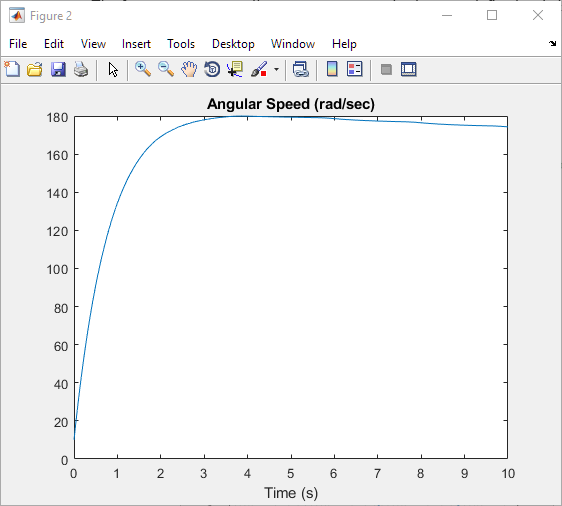 Figure 2
File Edit View Insert Tools Desktop Window Help
Angular Speed (rad/sec)
180
160
140
120
100
80
60
40
20
0
0 1 2 3 4 5 6 7 8 9 10
Time (s)